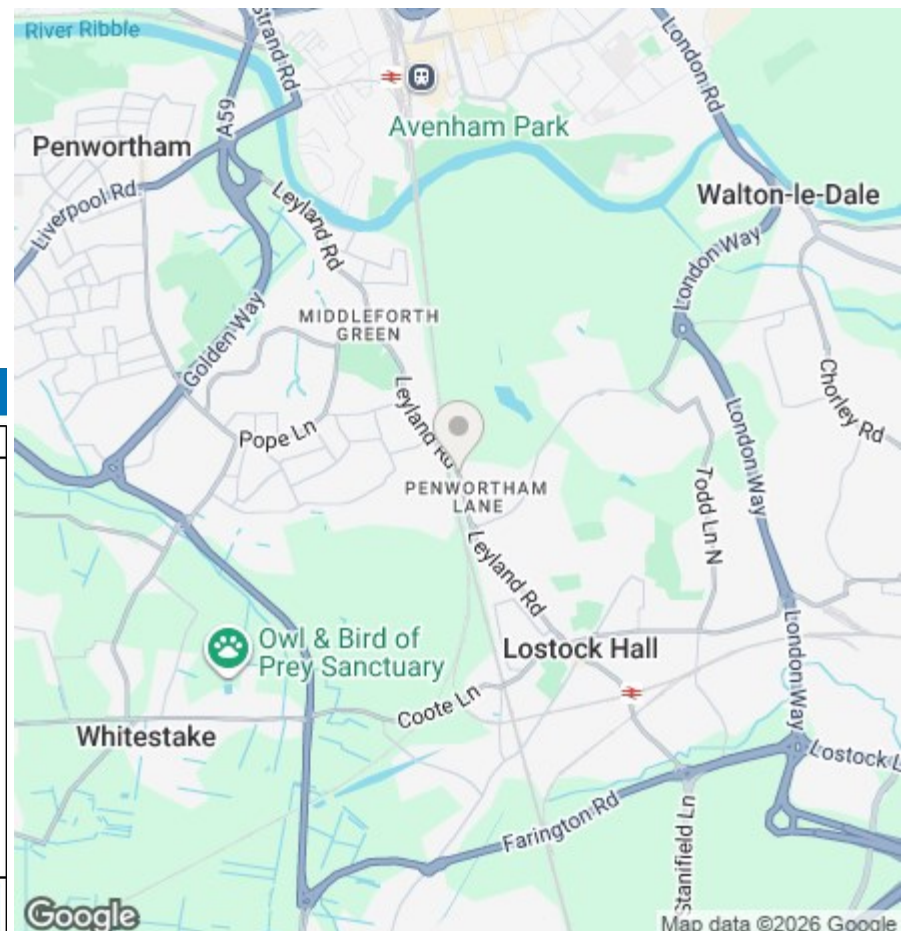 River Ribble
Strand Rd
London Rd
A59
Avenham Park
Penwortham
Walton-le-Dale
Liverpool Rd
Leyland Rd
London Way
MIDDLEFORTH
GREEN
Golden Way
Leyland Rd
Chorley Rd
Pope Ln
London Way
PENWORTHAM
LANE
Todd Ln N
Leyland Rd
Owl & Bird of
Prey Sanctuary
Lostock Hall
London Way
Coote Ln
Whitestake
Lostock L
Farington Rd
Stanifield Ln
Google
Map data ©2026 Google